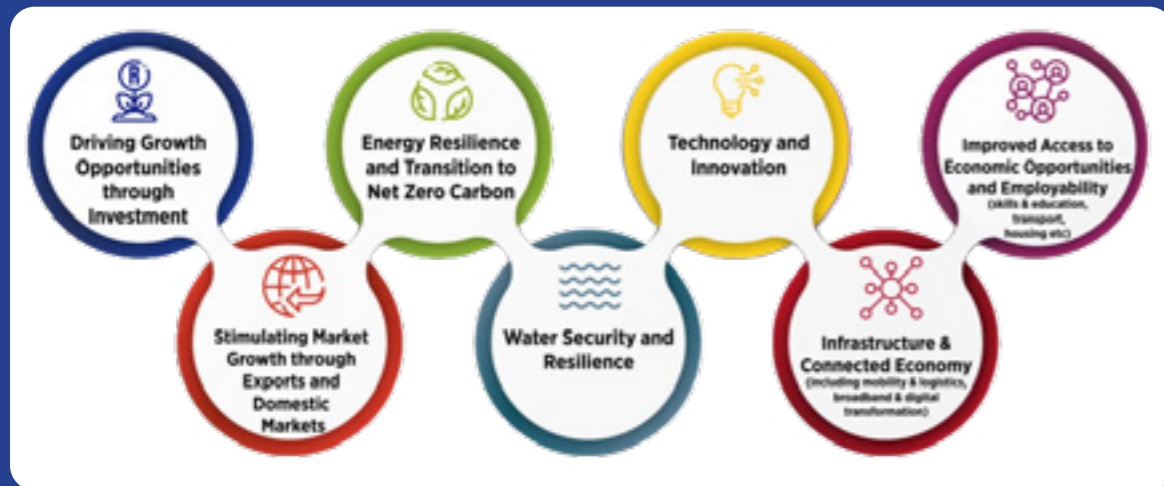 Driving Growth
Opportunities
through
Investment
Stimulating Market
Growth through
Exports and
Domestic
Markets
Energy Resilience
and Transition to
Net Zero Carbon
Water Security and
Resilience
Technology and
Innovation
Infrastructure &
Connected Economy
(including mobility & logistics,
broadband & digital
transformation)
Improved Access to
Economic Opportunities
and Employability
(skills & education,
transport,
housing etc)
R